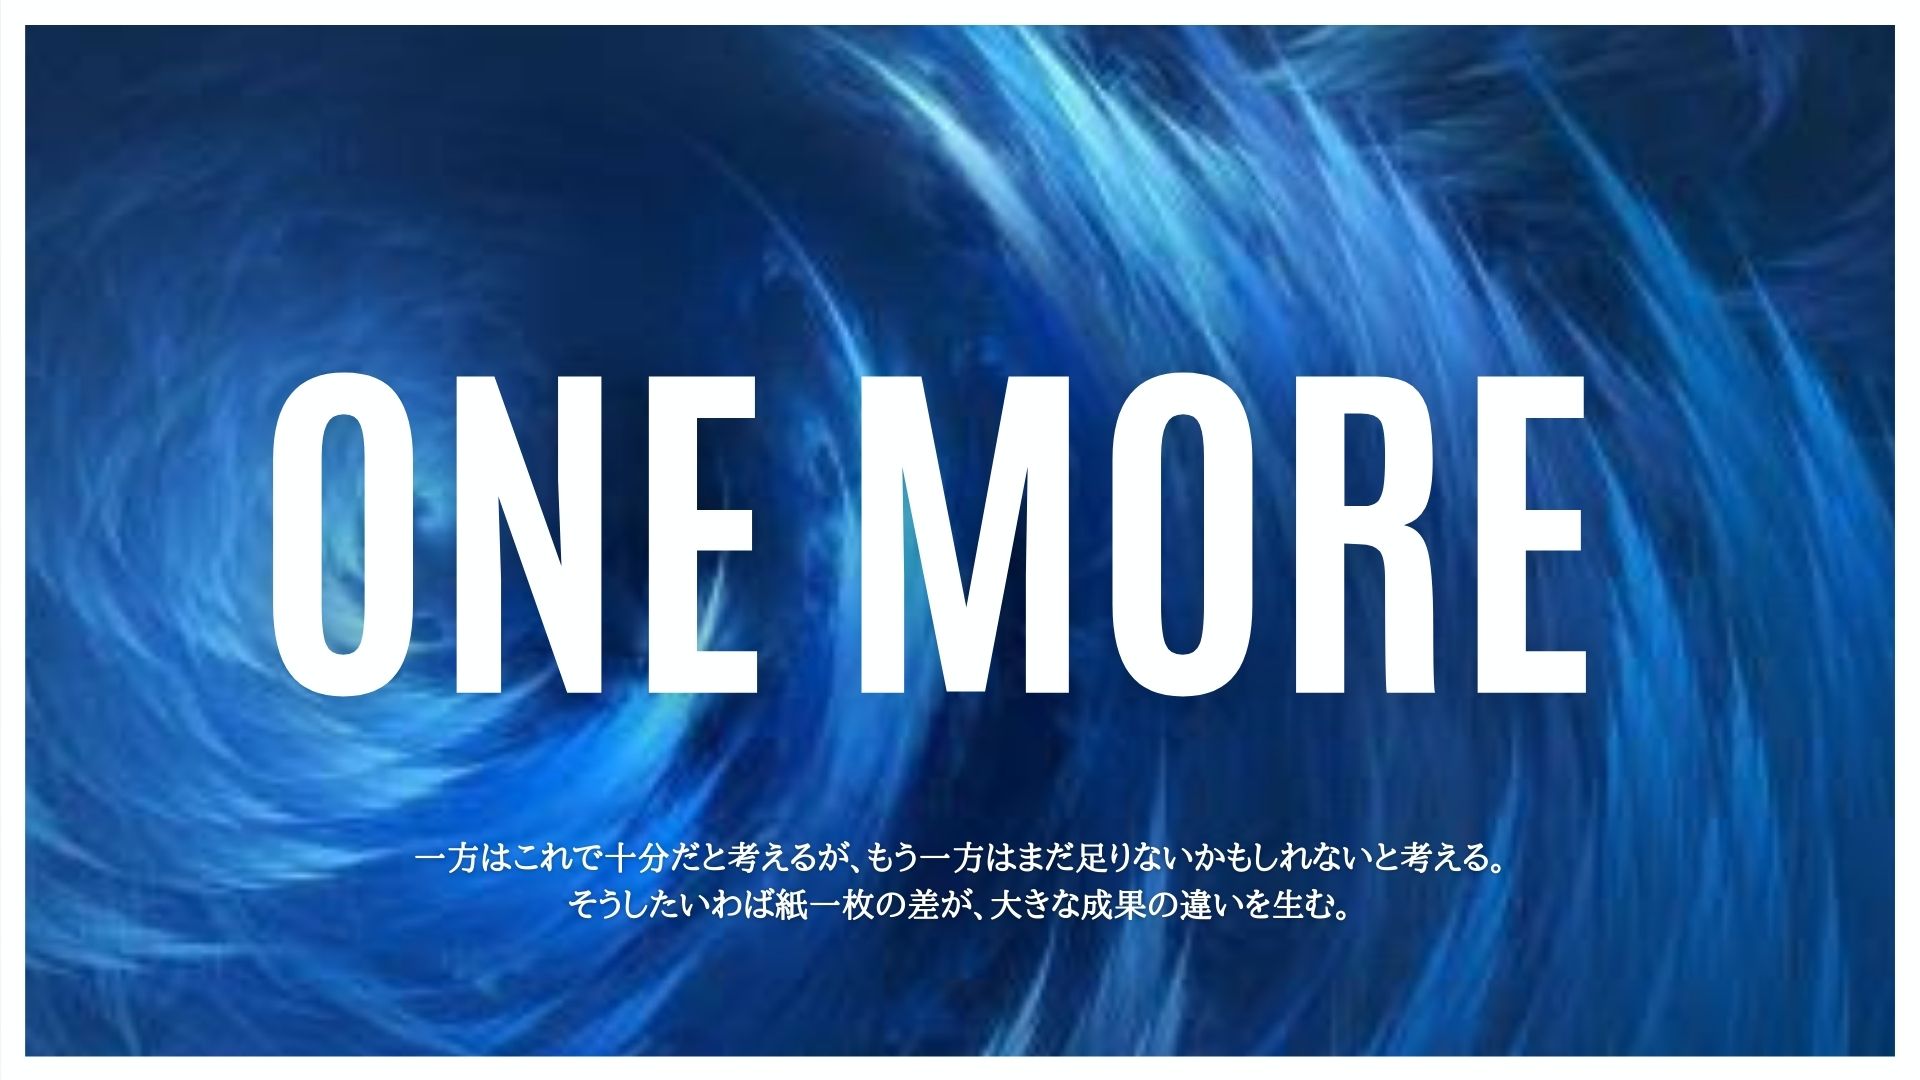 ONE MORE
一方はこれで十分だと考えるが、もう一方はまだ足りないかもしれないと考える。
そうしたいわば紙一枚の差が、大きな成果の違いを生む。